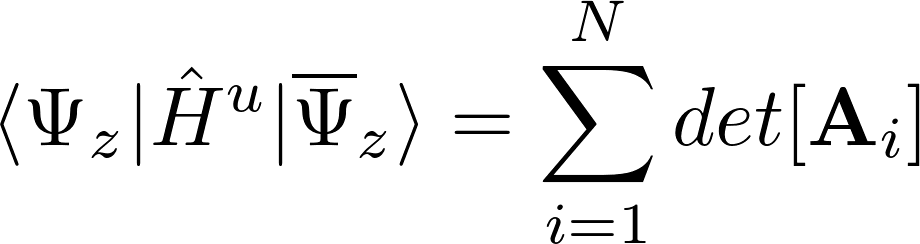 ⟨Ψ_z|Ĥ^u|Ψ̅_z⟩ = ∑_{i=1}^{N} det[𝐀_i]